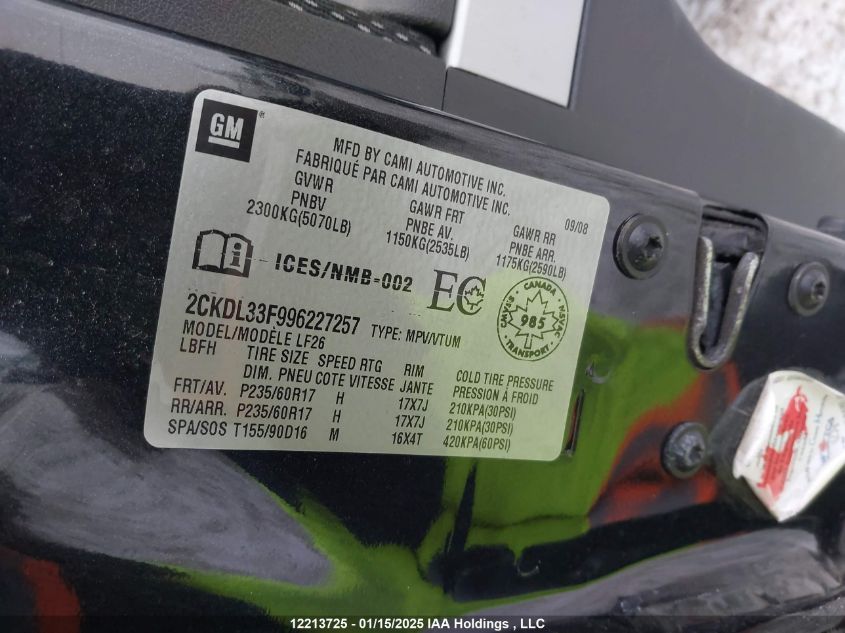 GM
MFD BY CAMI AUTOMOTIVE INC.
FABRIQUÉ PAR CAMI AUTOMOTIVE INC.
09/08
GVWR GAWR FRT GAWR RR
PNBV PNBE AV. PNBE ARR.
2300KG(5070LB) 1150KG(2535LB) 1175KG(2590LB)
ICES/NMB-002 EC
CANADA
985
TRANSPORT
2CKDL33F996227257 TYPE: MPV/VTUM
MODEL/MODÈLE LF26
LBFH TIRE SIZE SPEED RTG RIM COLD TIRE PRESSURE
DIM. PNEU COTE VITESSE JANTE PRESSION À FROID
FRT/AV. P235/60R17 H 17X7J 210KPA(30PSI)
RR/ARR. P235/60R17 H 17X7J 210KPA(30PSI)
SPA/SOS T155/90D16 M 16X4T 420KPA(60PSI)
12213725 - 01/15/2025 IAA Holdings , LLC